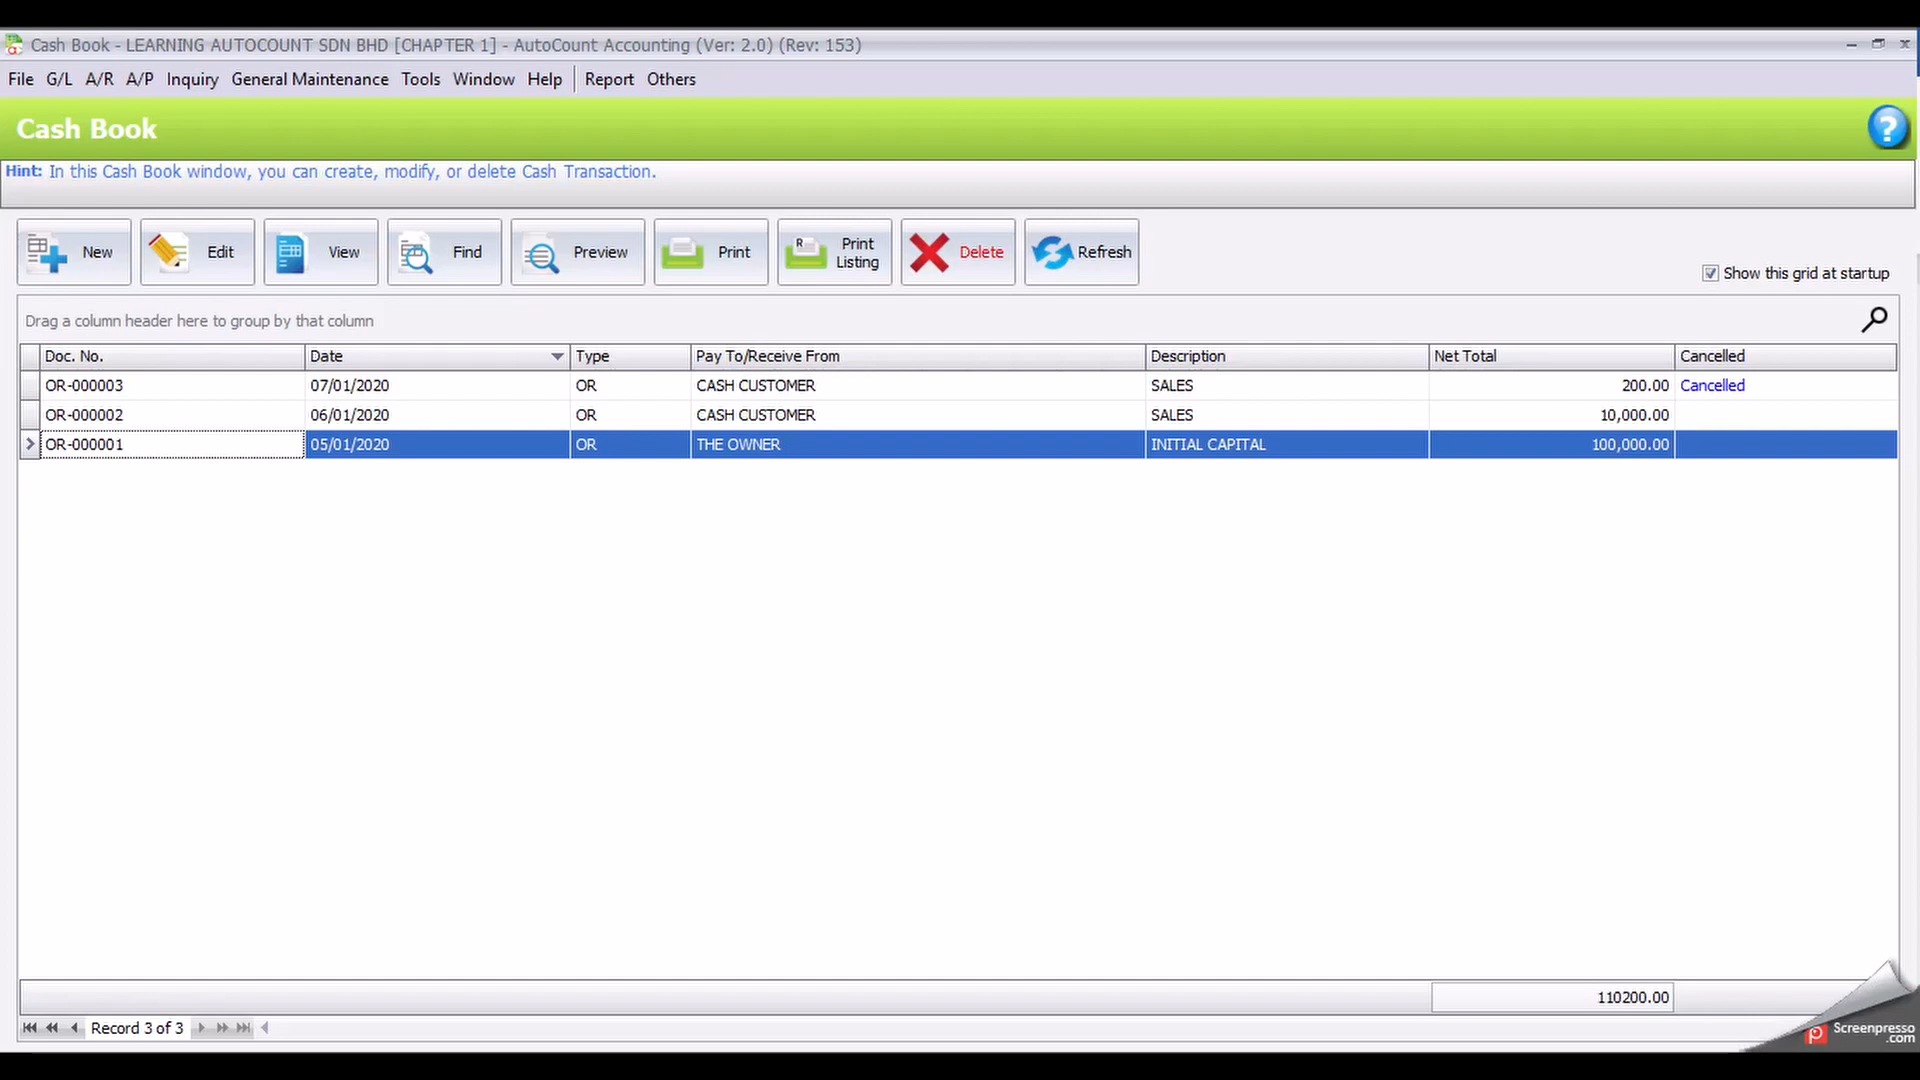 Cash Book - LEARNING AUTOCOUNT SDN BHD [CHAPTER 1] - AutoCount Accounting (Ver: 2.0) (Rev: 153)
File G/L A/R A/P Inquiry General Maintenance Tools Window Help Report Others
Cash Book
Hint: In this Cash Book window, you can create, modify, or delete Cash Transaction.
New Edit View Find Preview Print Print Listing Delete Refresh
Show this grid at startup
Drag a column header here to group by that column
Doc. No. Date Type Pay To/Receive From Description Net Total Cancelled
OR-000003 07/01/2020 OR CASH CUSTOMER SALES 200.00 Cancelled
OR-000002 06/01/2020 OR CASH CUSTOMER SALES 10,000.00
OR-000001 05/01/2020 OR THE OWNER INITIAL CAPITAL 100,000.00
110200.00
Record 3 of 3
Screenpresso
.com